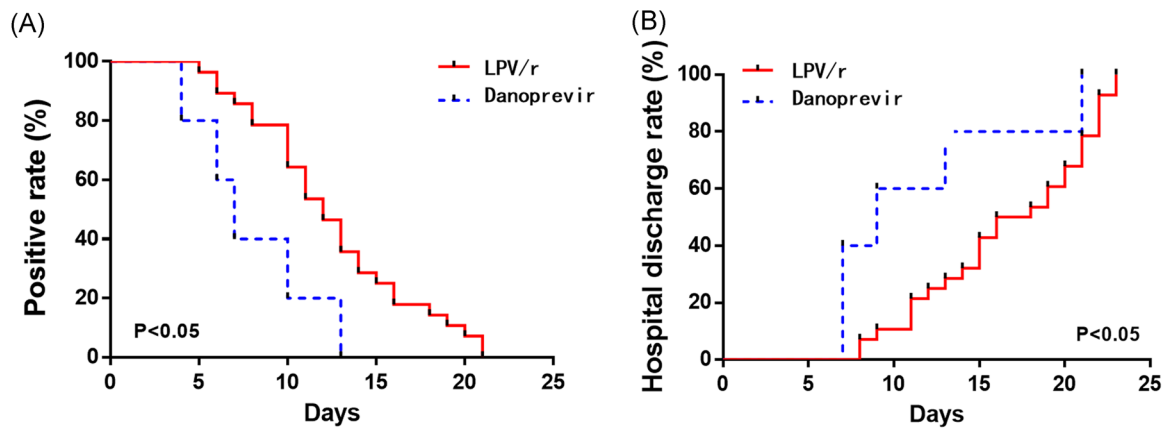 (A)
Positive rate (%)
100
80
60
40
20
0
LPV/r
Danoprevir
P<0.05
0 5 10 15 20 25
Days
(B)
Hospital discharge rate (%)
100
80
60
40
20
0
LPV/r
Danoprevir
P<0.05
0 5 10 15 20 25
Days